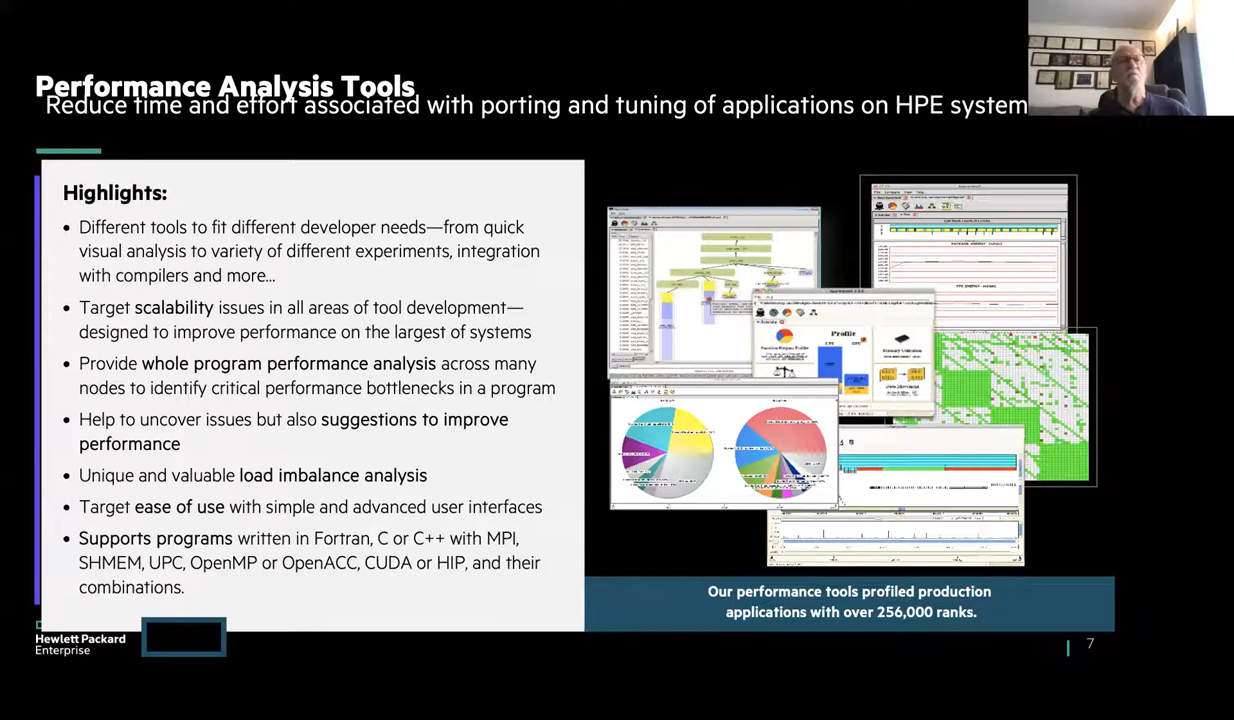 Performance Analysis Tools
Reduce time and effort associated with porting and tuning of applications on HPE system
Highlights:
• Different tools to fit different developer needs—from quick
visual analysis to variety of different experiments, integration
with compilers and more…
• Target scalability issues in all areas of tool development—
designed to improve performance on the largest of systems
• Provide whole program performance analysis across many
nodes to identify critical performance bottlenecks in a program
• Help to uncover issues but also suggestions to improve
performance
• Unique and valuable load imbalance analysis
• Target ease of use with simple and advanced user interfaces
• Supports programs written in Fortran, C or C++ with MPI,
SHMEM, UPC, OpenMP or OpenACC, CUDA or HIP, and their
combinations.
Profile
CPU
Our performance tools profiled production
applications with over 256,000 ranks.
Hewlett Packard
Enterprise
7